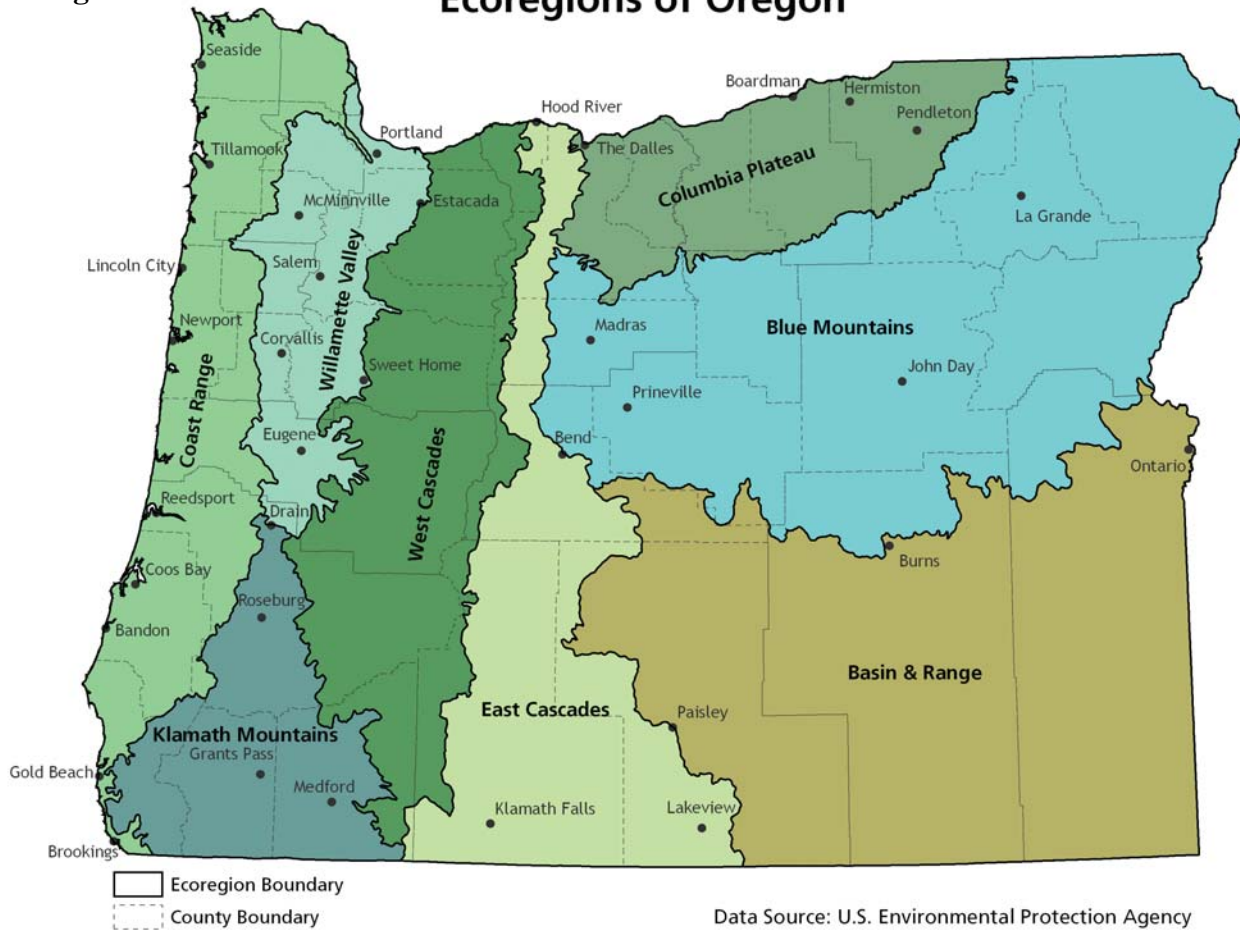 Ecoregions of Oregon
Seaside
Boardman
Hermiston
Hood River
Pendleton
Portland
The Dalles
Tillamook
Columbia Plateau
McMinnville
Estacada
La Grande
Willamette Valley
Salem
Lincoln City
Newport
Madras
Blue Mountains
Corvallis
Sweet Home
John Day
Prineville
Coast Range
Eugene
Bend
Ontario
West Cascades
Reedsport
Drain
Burns
Coos Bay
Roseburg
Bandon
Basin & Range
East Cascades
Paisley
Klamath Mountains
Grants Pass
Gold Beach
Medford
Klamath Falls
Lakeview
Brookings
Ecoregion Boundary
County Boundary
Data Source: U.S. Environmental Protection Agency